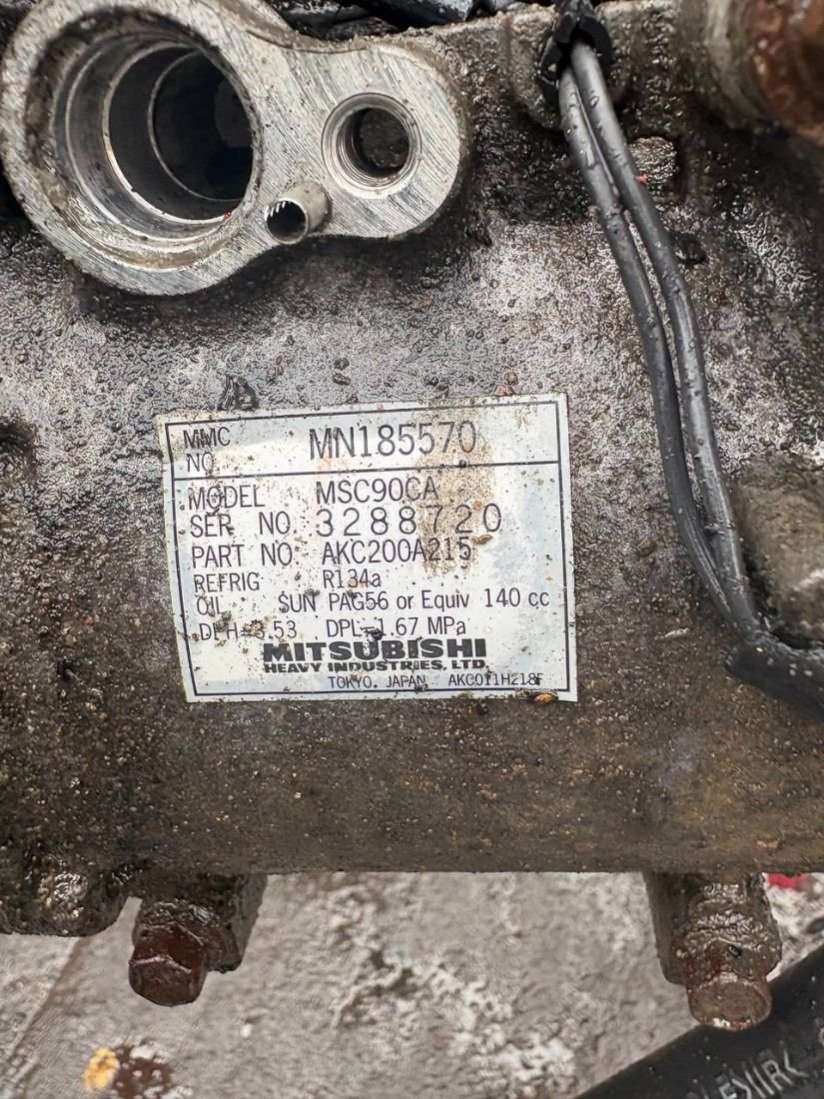 MMC NO. MN185570
MODEL MSC90CA
SER NO 3288720
PART NO AKC200A215
REFRIG R134a
OIL SUN PAG56 or Equiv 140 cc
DPH=3.53 DPL=1.67 MPa
MITSUBISHI
HEAVY INDUSTRIES, LTD.
TOKYO, JAPAN AKC011H218F